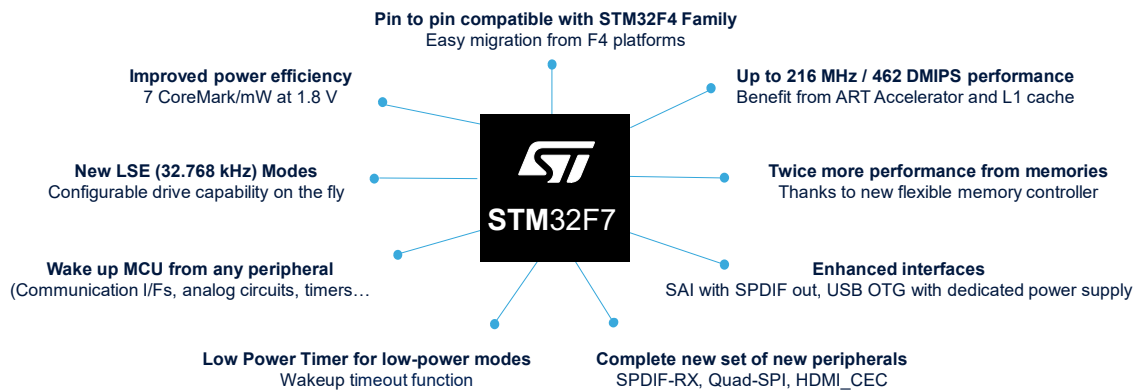 Pin to pin compatible with STM32F4 Family
Easy migration from F4 platforms
Improved power efficiency
7 CoreMark/mW at 1.8 V
Up to 216 MHz / 462 DMIPS performance
Benefit from ART Accelerator and L1 cache
New LSE (32.768 kHz) Modes
Configurable drive capability on the fly
ST
STM32F7
Twice more performance from memories
Thanks to new flexible memory controller
Wake up MCU from any peripheral
(Communication I/Fs, analog circuits, timers…
Enhanced interfaces
SAI with SPDIF out, USB OTG with dedicated power supply
Low Power Timer for low-power modes
Wakeup timeout function
Complete new set of new peripherals
SPDIF-RX, Quad-SPI, HDMI_CEC